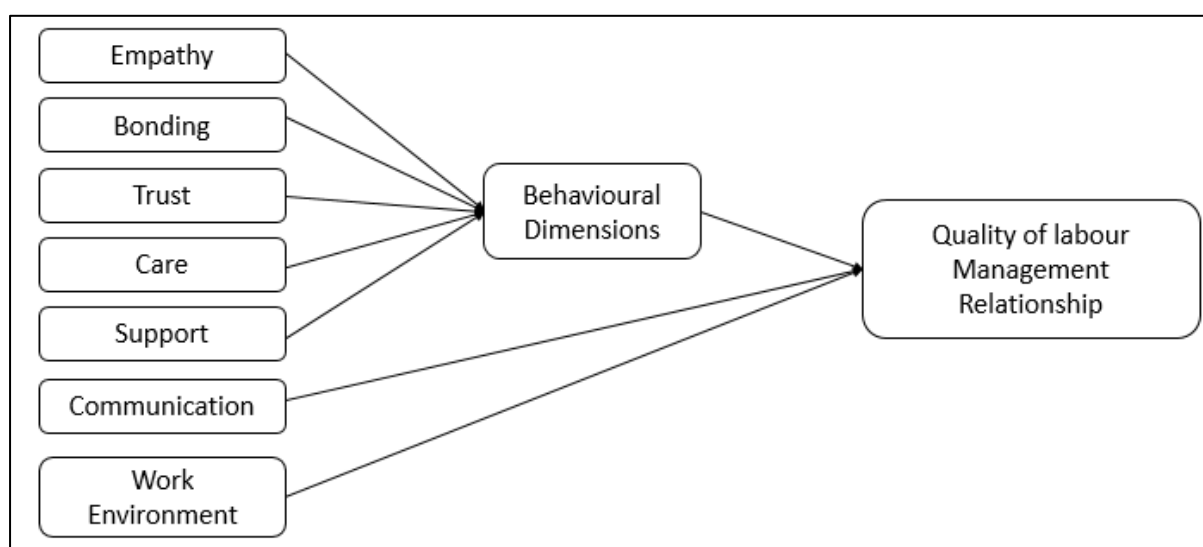 Empathy
Bonding
Trust
Care
Support
Communication
Work
Environment
Behavioural
Dimensions
Quality of labour
Management
Relationship